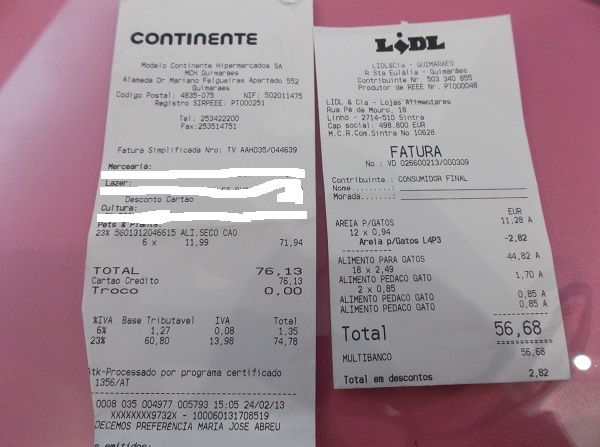 CONTINENTE
Modelo Continente Hipermercados SA
MCH Guimaraes
Alameda Dr Mariano Felgueiras Apartado 552
Guimaraes
Codigo Postal: 4835-075 NIF: 502011475
Registro SIRPEEE: PT000251
Tel: 253422200
Fax:253514751
Fatura Simplificada Nro: TV AAH035/044639
Mercearia:
Lazer:
Desconto Cartao
Cultura:
Pets & Plants:
23% 5601312046615 ALI.SECO CAO
6 x 11,99 71,94
TOTAL 76,13
Cartao Credito 76,13
Troco 0,00
%IVA Base Tributavel IVA Total
6% 1,27 0,08 1,35
23% 60,80 13,98 74,78
Atk-Processado por programa certificado
1356/AT
0008 035 004977 005793 15:05 24/02/13
XXXXXXXX9732X - 100060131708519
DECEMOS PREFERENCIA MARIA JOSE ABREU
s emitidos:
LIDL
LIDL&Cia - GUIMARAES
R Sta Eulália - Guimarães
Contribuinte Nr. 503 340 855
Produtor de REEE Nr.P1000048
LIDL & Cia - Lojas Alimentares
Rua Pé de Mouro, 18
Linho - 2714-510 Sintra
Cap social: 498.800 EUR
M.C.R.Com.Sintra No 10628
FATURA
No : VD 026600213/000309
Contribuinte.: CONSUMIDOR FINAL
Nome.........:
Morada.......:
EUR
AREIA P/GATOS 11,28 A
12 x 0,94
Areia p/Gatos L4P3 -2,82
ALIMENTO PARA GATOS 44,82 A
18 x 2,49
ALIMENTO PEDACO GATO 1,70 A
2 x 0,85
ALIMENTO PEDACO GATO 0,85 A
ALIMENTO PEDACO GATO 0,85 A
Total 56,68
MULTIBANCO 56,68
Total em descontos 2,82